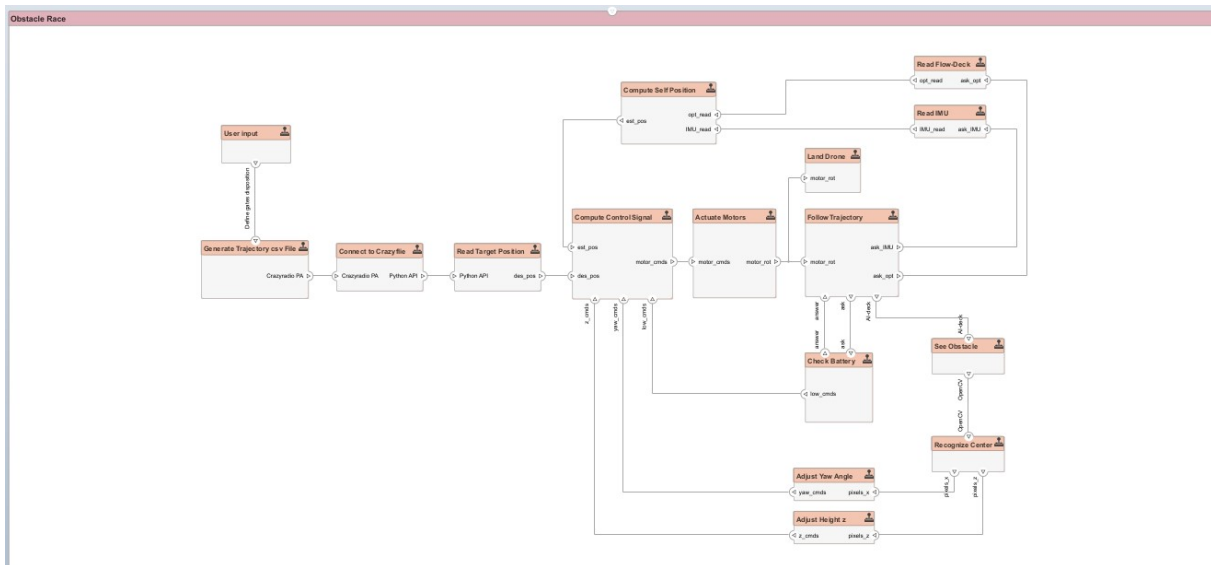 Obstacle Race
Read Flow-Deck
opt_read ask_opt
Compute Self Position
opt_read
est_pos
IMU_read
Read IMU
IMU_read ask_IMU
User input
Define gates disposition
Land Drone
motor_rot
Generate Trajectory csv File
Crazyradio PA
Connect to Crazyflie
Crazyradio PA Python API
Read Target Position
Python API des_pos
Compute Control Signal
est_pos
motor_cmds
des_pos
z_cmds
yaw_cmds
low_cmds
Actuate Motors
motor_cmds motor_rot
Follow Trajectory
ask_IMU
motor_rot
ask_opt
answer
ask
AI-deck
answer
ask
AI-deck
Check Battery
low_cmds
See Obstacle
OpenCV
OpenCV
Recognize Center
pixels_x
pixels_z
Adjust Yaw Angle
yaw_cmds pixels_x
Adjust Height z
z_cmds pixels_z